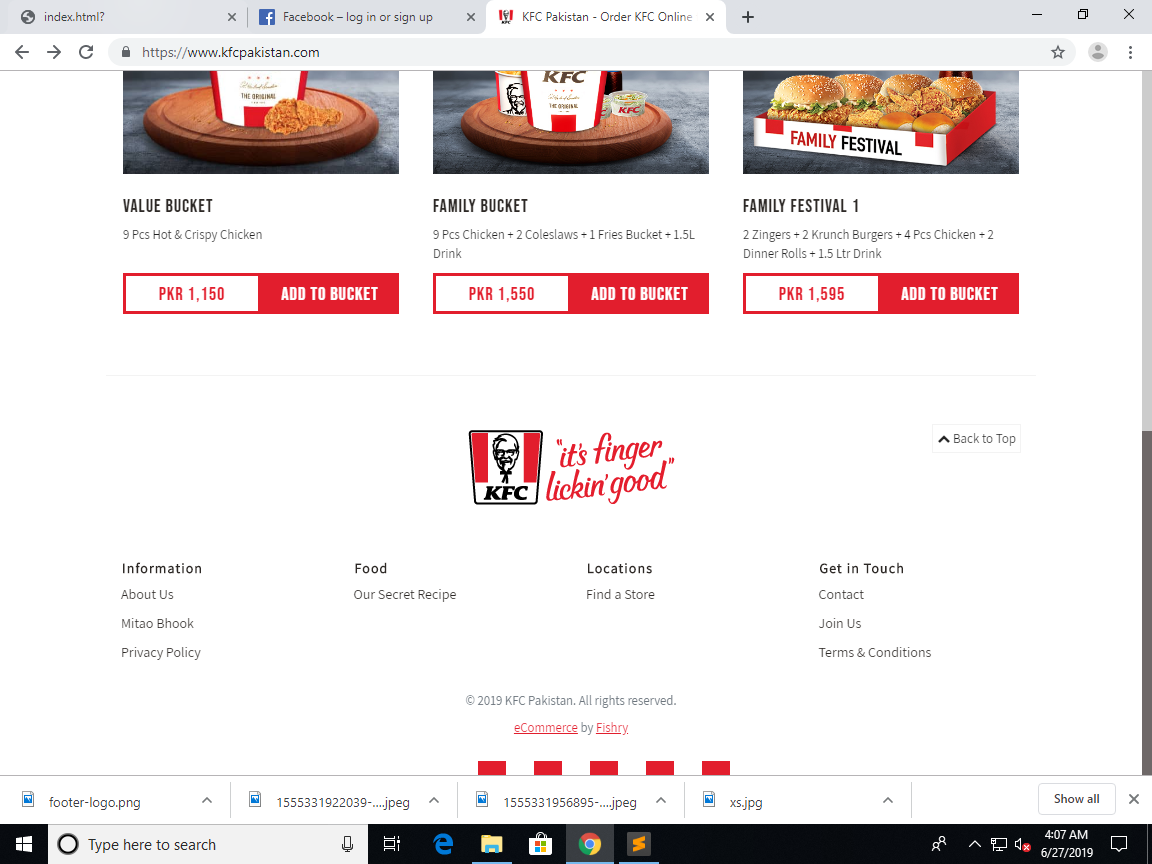 index.html?
Facebook – log in or sign up
KFC Pakistan - Order KFC Online
https://www.kfcpakistan.com
THE ORIGINAL
KFC
THE ORIGINAL
KFC
FAMILY FESTIVAL
VALUE BUCKET
FAMILY BUCKET
FAMILY FESTIVAL 1
9 Pcs Hot & Crispy Chicken
9 Pcs Chicken + 2 Coleslaws + 1 Fries Bucket + 1.5L
Drink
2 Zingers + 2 Krunch Burgers + 4 Pcs Chicken + 2
Dinner Rolls + 1.5 Ltr Drink
PKR 1,150 ADD TO BUCKET
PKR 1,550 ADD TO BUCKET
PKR 1,595 ADD TO BUCKET
Back to Top
KFC
"it's finger
lickin' good"
Information
About Us
Mitao Bhook
Privacy Policy
Food
Our Secret Recipe
Locations
Find a Store
Get in Touch
Contact
Join Us
Terms & Conditions
© 2019 KFC Pakistan. All rights reserved.
eCommerce by Fishry
footer-logo.png
1555331922039-....jpeg
1555331956895-....jpeg
xs.jpg
Show all
Type here to search
4:07 AM
6/27/2019